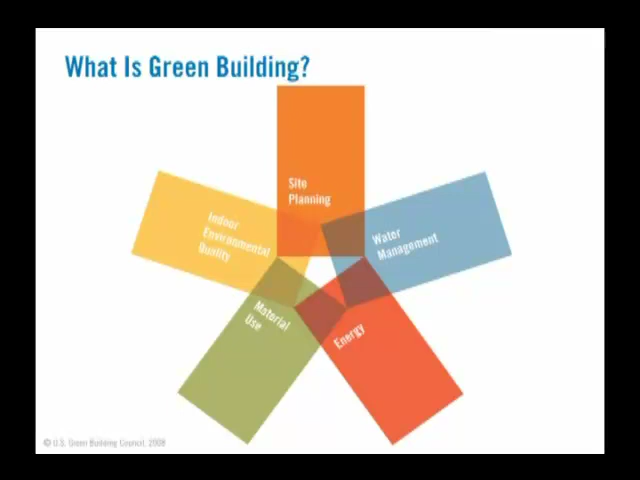 What Is Green Building?
Site
Planning
Indoor
Environmental
Quality
Water
Management
Material
Use
Energy
© U.S. Green Building Council, 2008